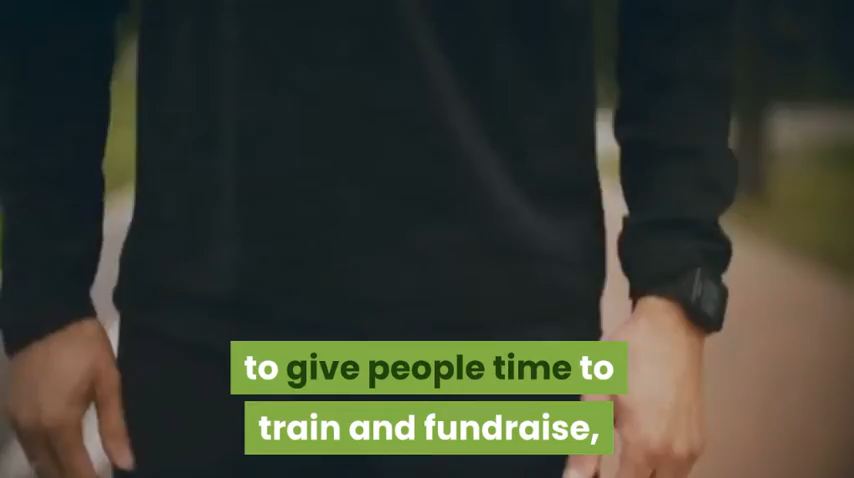 to give people time to
train and fundraise,